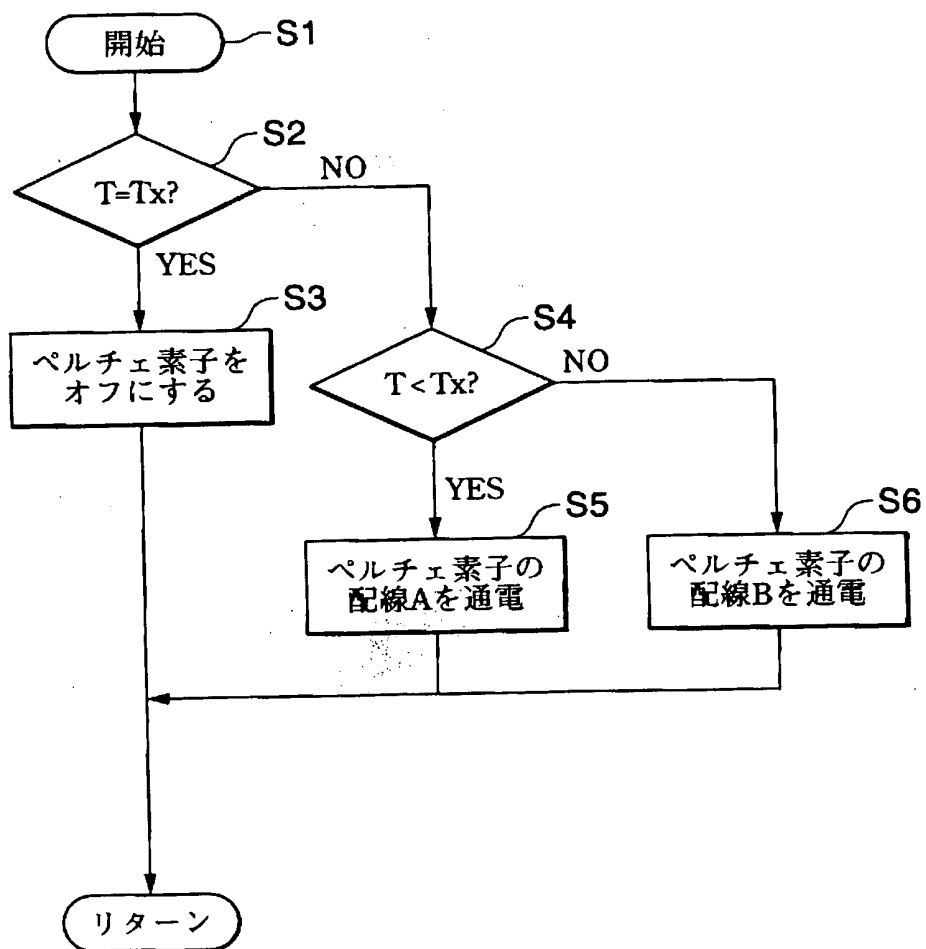 開始
S1
S2
T=Tx?
NO
YES
S3
ペルチェ素子を
オフにする
S4
T<Tx?
NO
YES
S5
ペルチェ素子の
配線Aを通電
S6
ペルチェ素子の
配線Bを通電
リターン